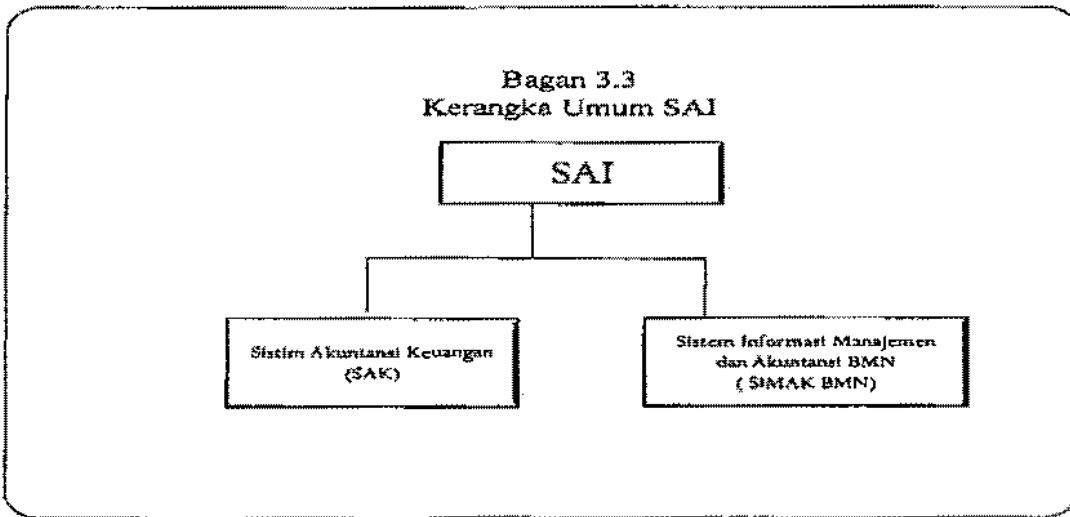 Bagan 3.3
Kerangka Umum SAI
SAI
Sistim Akuntansi Keuangan
(SAK)
Sistem Informasi Manajemen
dan Akuntansi BMN
( SIMAK BMN)